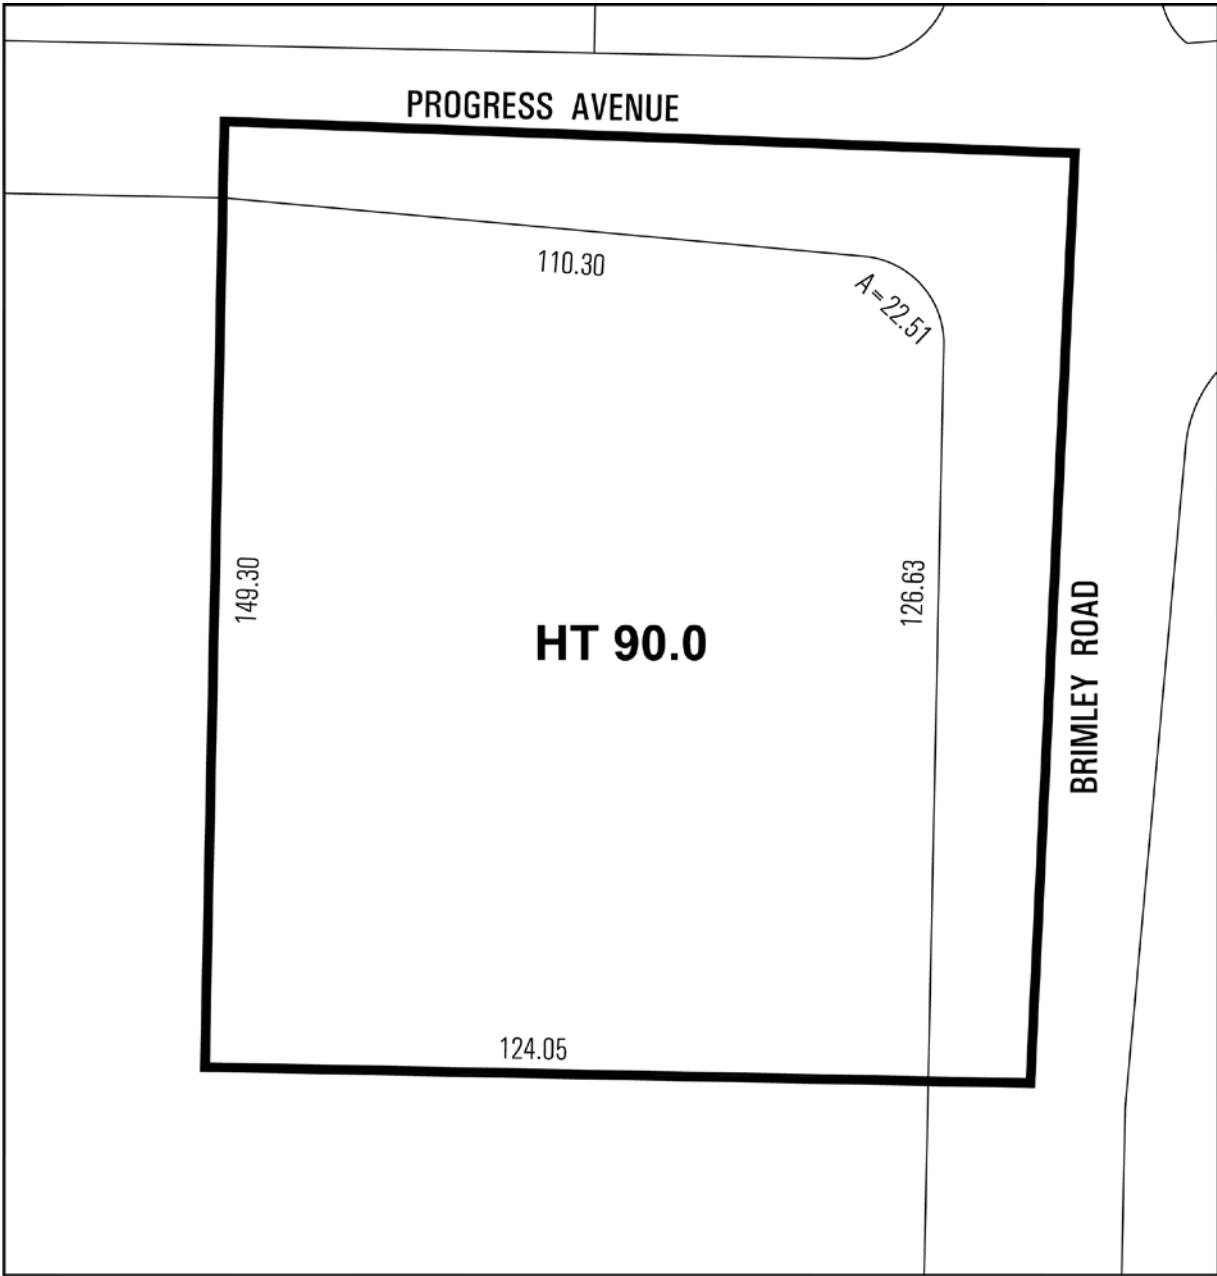 PROGRESS AVENUE
110.30
A=22.51
149.30
126.63
HT 90.0
BRIMLEY ROAD
124.05